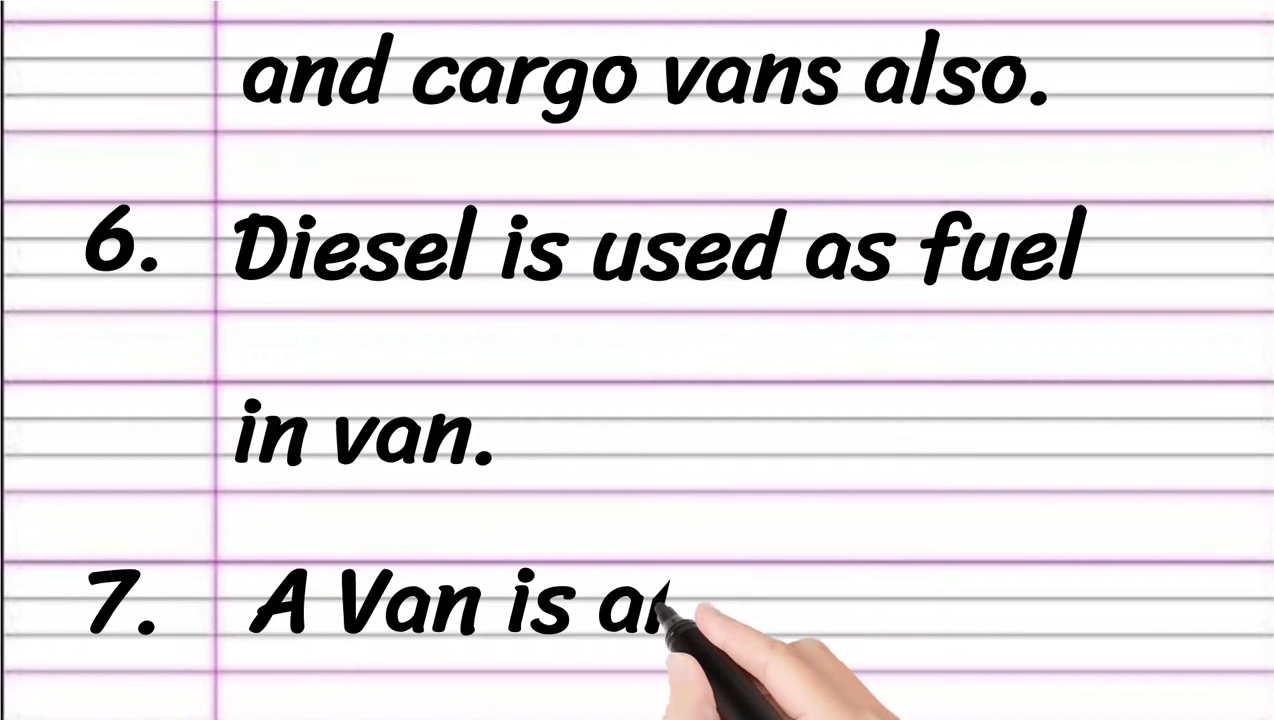 and cargo vans also.
6. Diesel is used as fuel
in van.
7. A Van is